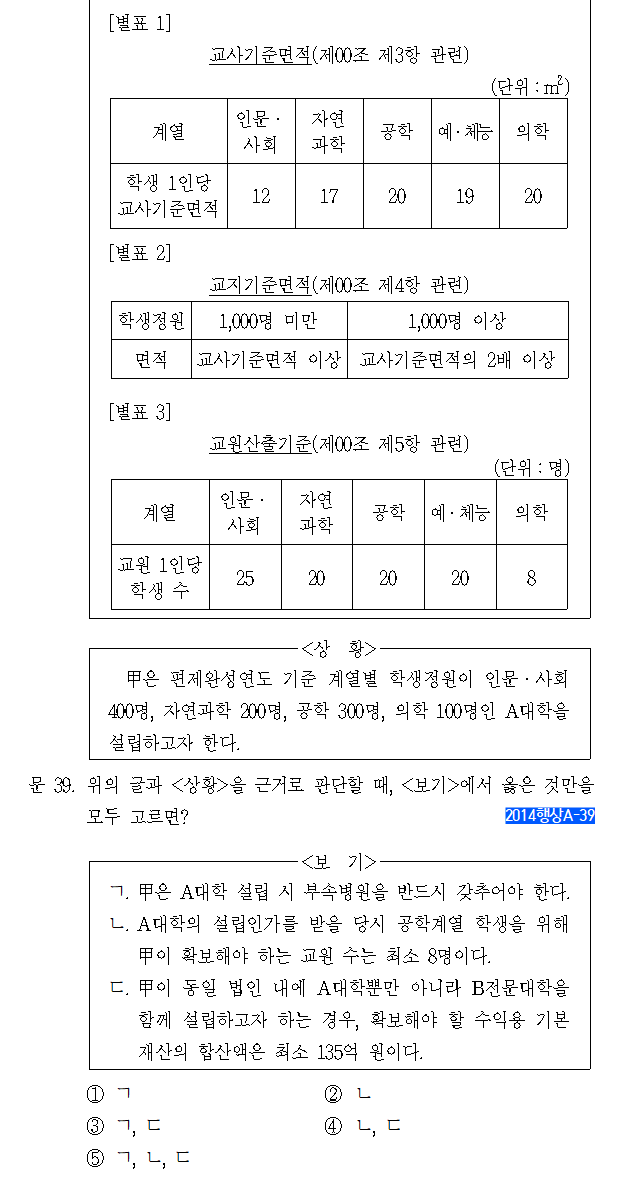 [별표 1]
교사기준면적(제00조 제3항 관련)
(단위 : m²)
계열 인문· 사회 자연 과학 공학 예·체능 의학
학생 1인당 교사기준면적 12 17 20 19 20
[별표 2]
교지기준면적(제00조 제4항 관련)
학생정원 1,000명 미만 1,000명 이상
면적 교사기준면적 이상 교사기준면적의 2배 이상
[별표 3]
교원산출기준(제00조 제5항 관련)
(단위 : 명)
계열 인문· 사회 자연 과학 공학 예·체능 의학
교원 1인당 학생 수 25 20 20 20 8
<상 황>
甲은 편제완성연도 기준 계열별 학생정원이 인문·사회
400명, 자연과학 200명, 공학 300명, 의학 100명인 A대학을
설립하고자 한다.
문 39. 위의 글과 <상황>을 근거로 판단할 때, <보기>에서 옳은 것만을
모두 고르면? 2014행상A-39
<보 기>
ㄱ. 甲은 A대학 설립 시 부속병원을 반드시 갖추어야 한다.
ㄴ. A대학의 설립인가를 받을 당시 공학계열 학생을 위해
甲이 확보해야 하는 교원 수는 최소 8명이다.
ㄷ. 甲이 동일 법인 내에 A대학뿐만 아니라 B전문대학을
함께 설립하고자 하는 경우, 확보해야 할 수익용 기본
재산의 합산액은 최소 135억 원이다.
① ㄱ ② ㄴ
③ ㄱ, ㄷ ④ ㄴ, ㄷ
⑤ ㄱ, ㄴ, ㄷ